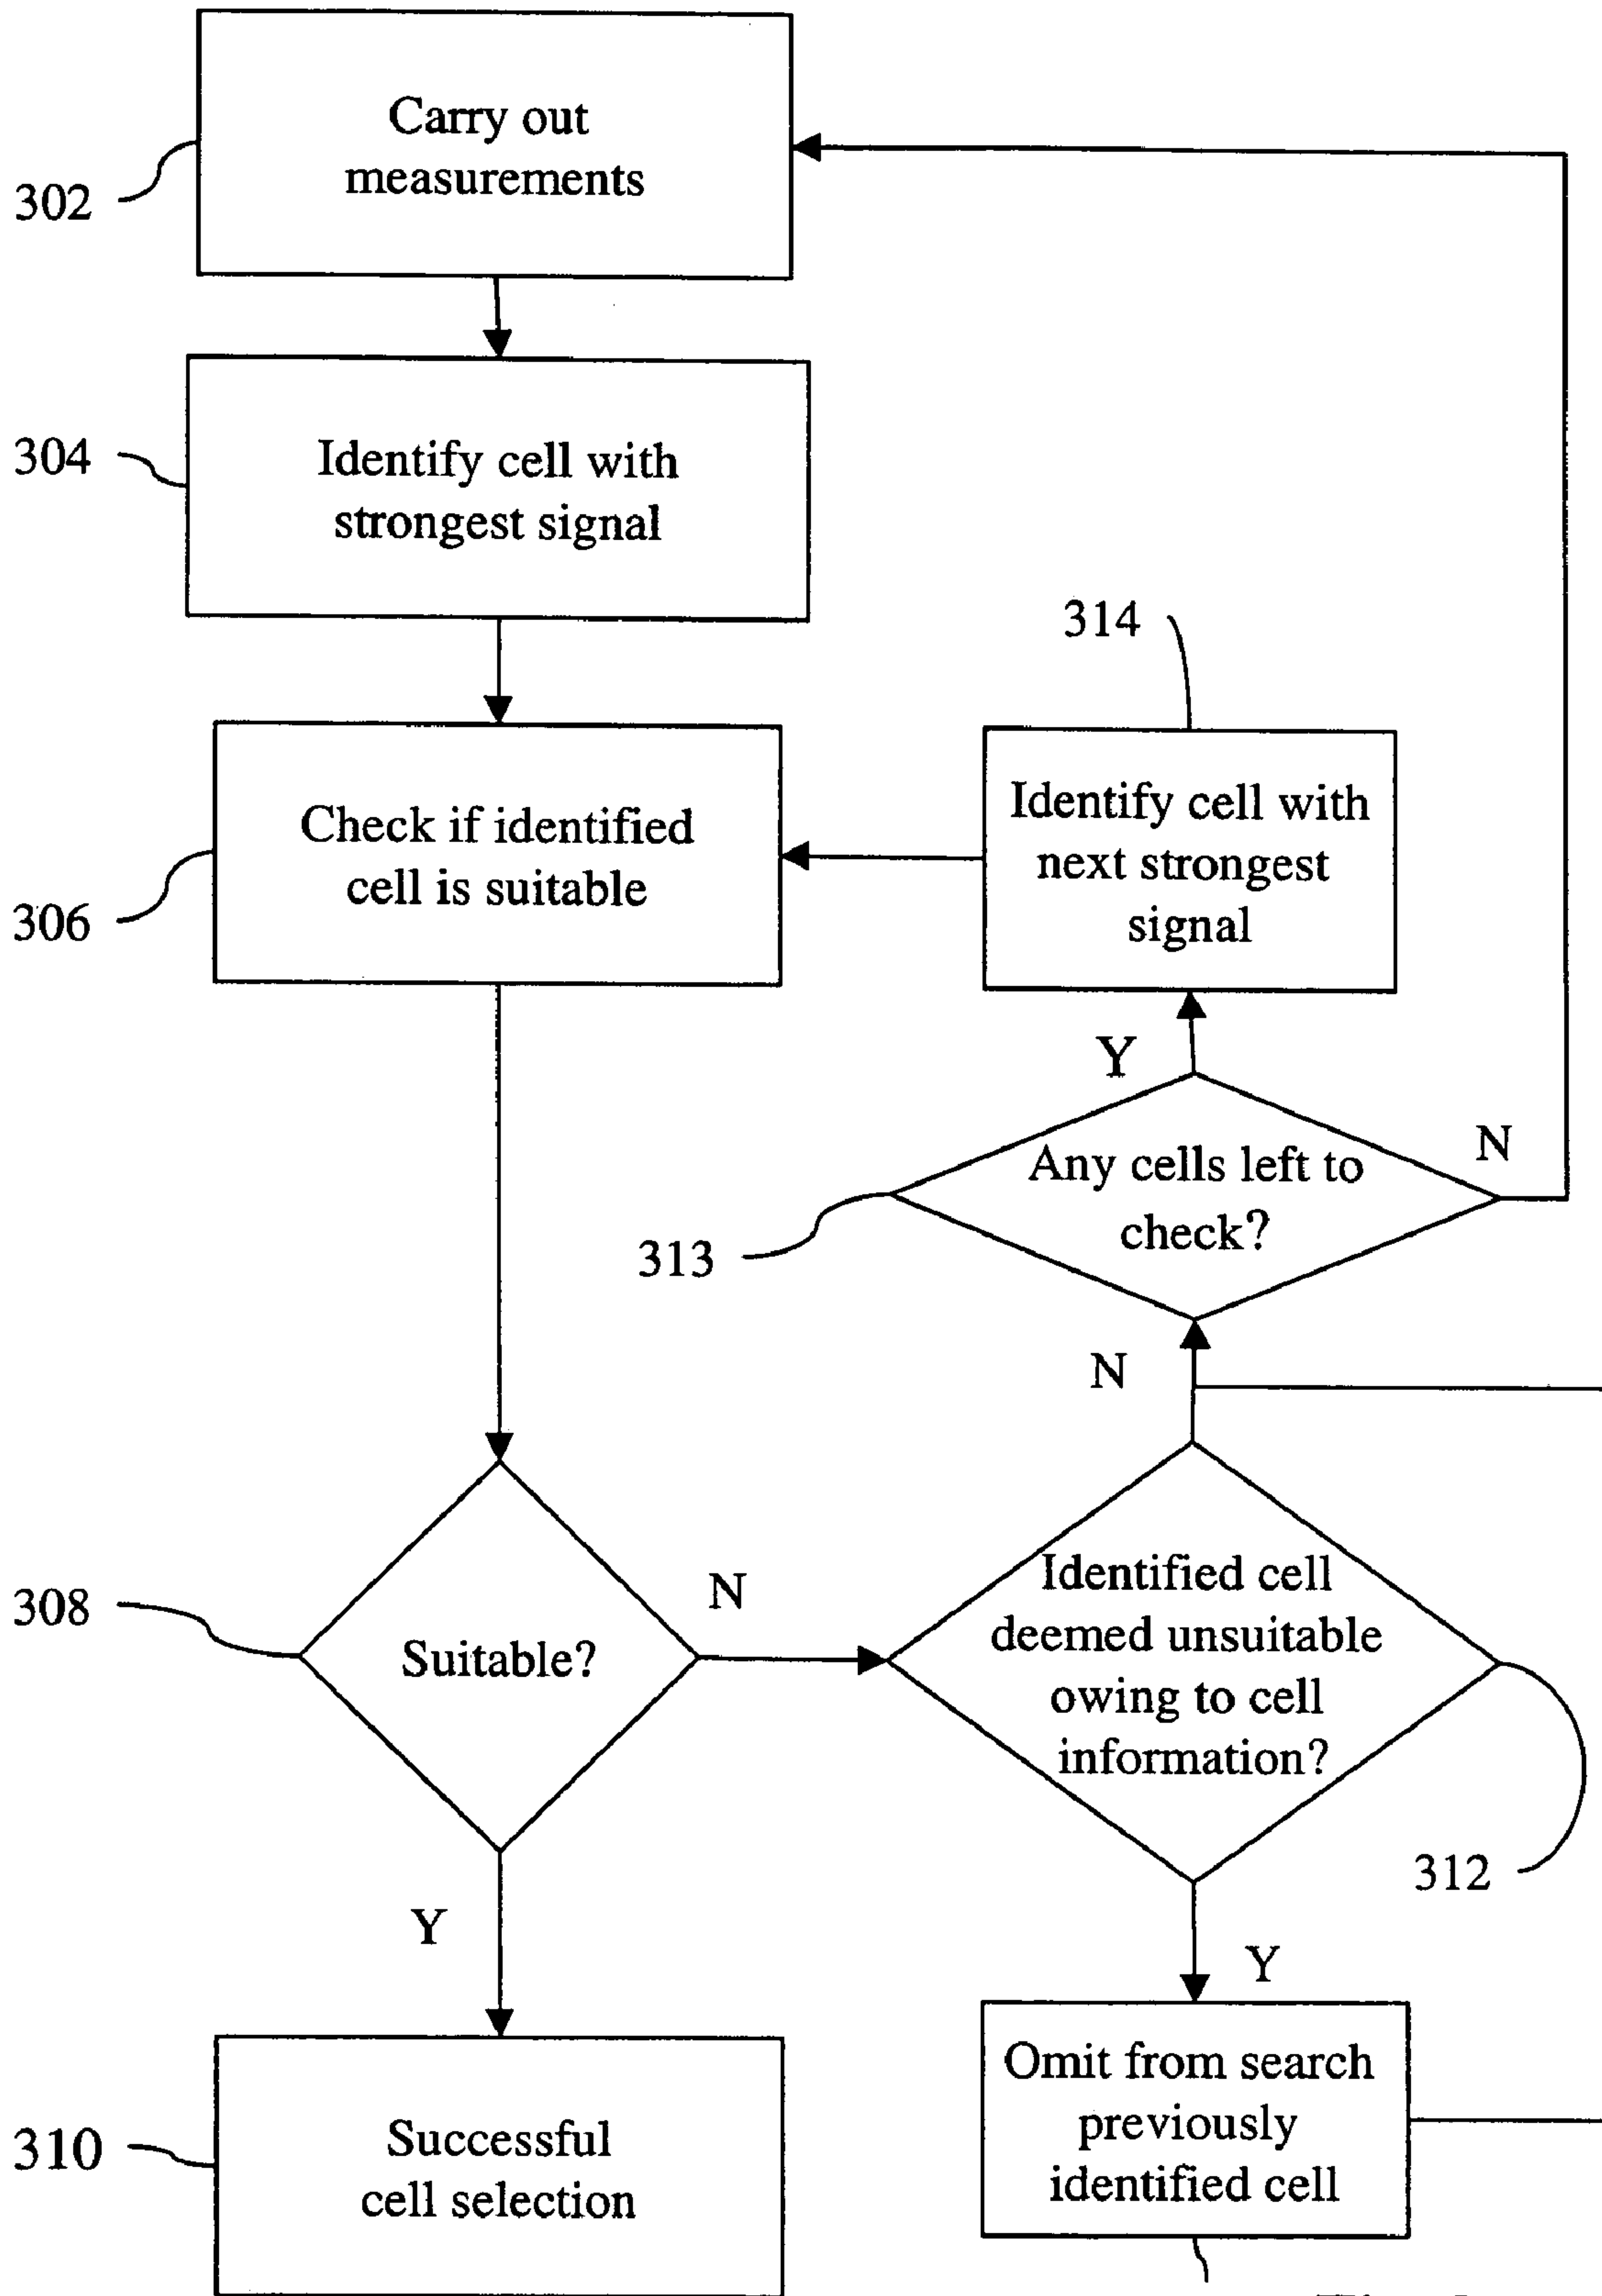 Carry out
measurements
302
304
Identify cell with
strongest signal
314
Check if identified
cell is suitable
306
Identify cell with
next strongest
signal
Y
N
Any cells left to
check?
313
N
308
Suitable?
N
Identified cell
deemed unsuitable
owing to cell
information?
312
Y
Y
310
Successful
cell selection
Omit from search
previously
identified cell